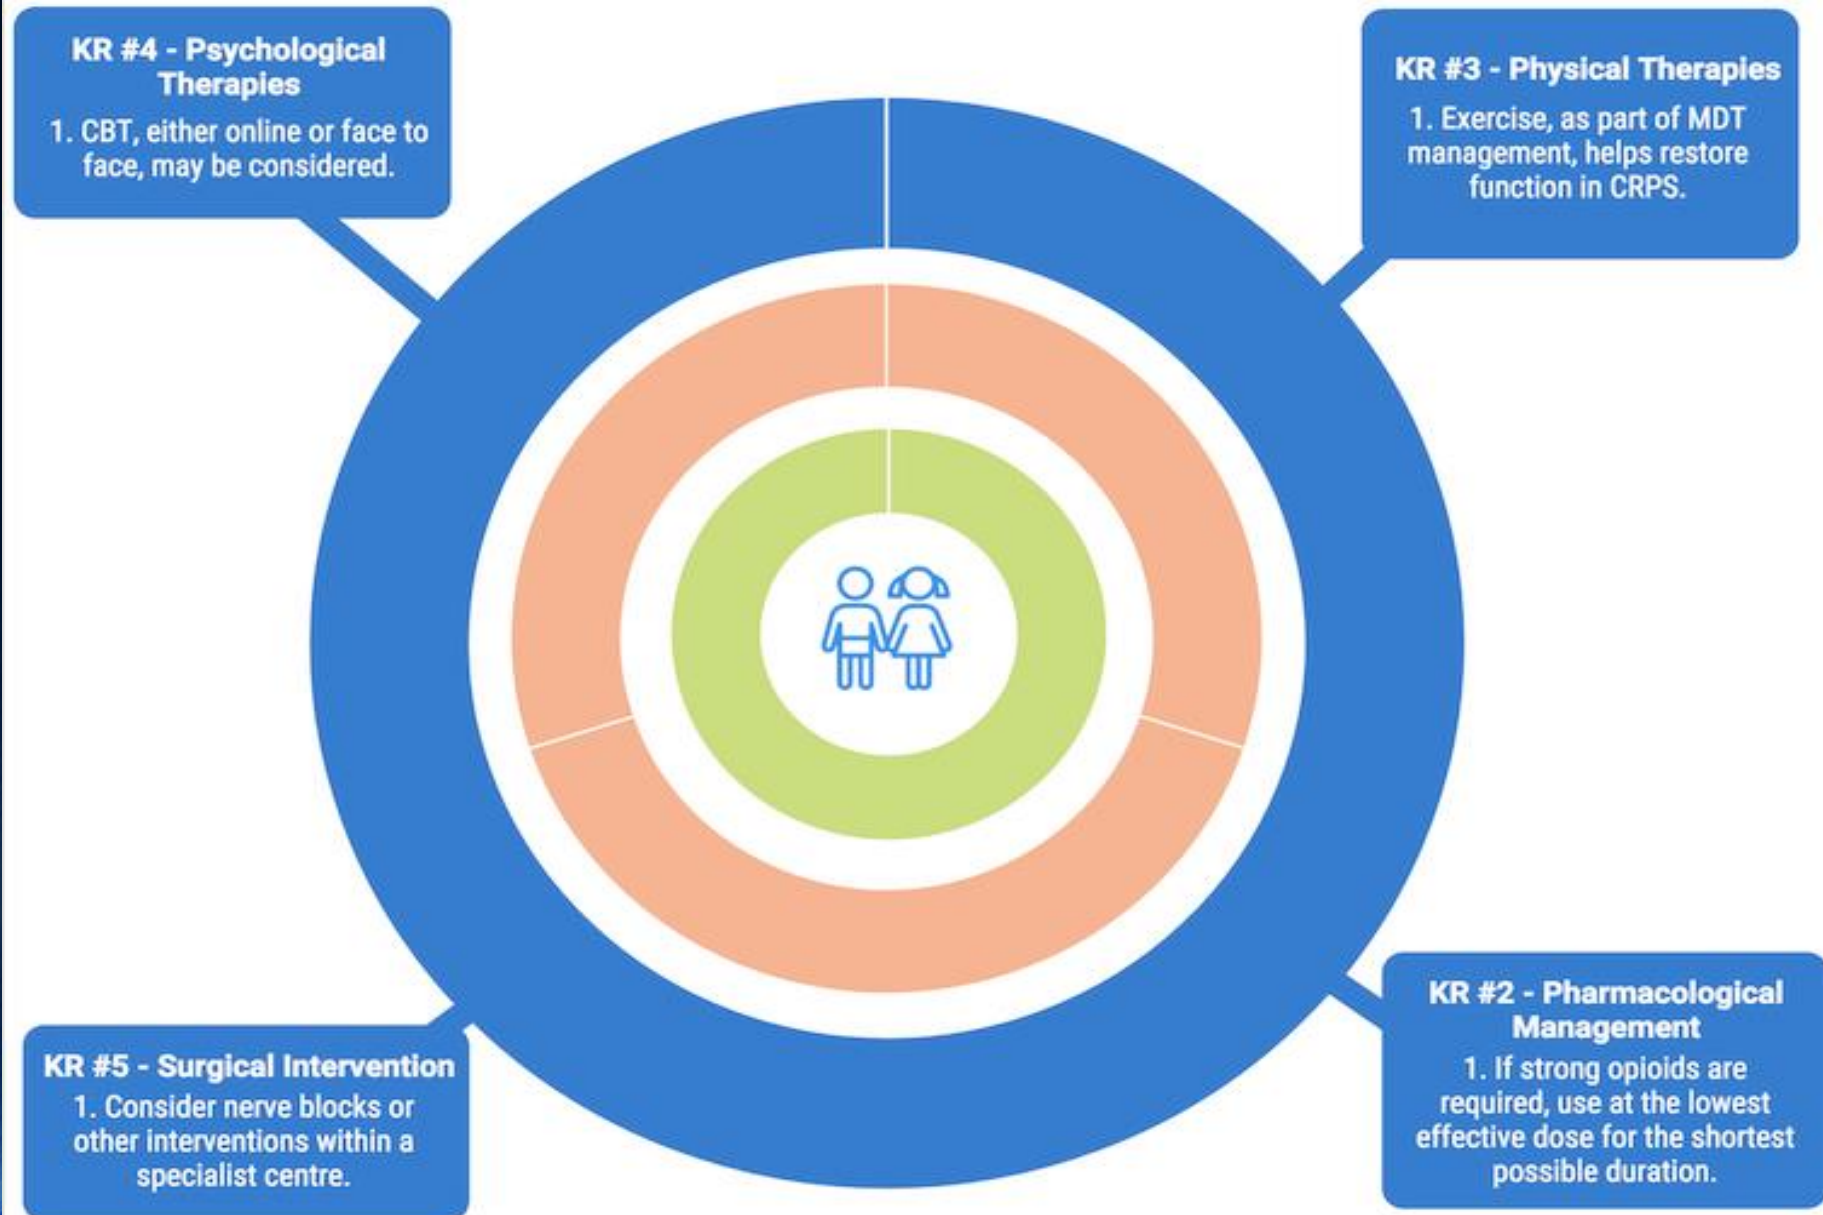 KR #4 - Psychological
Therapies
1. CBT, either online or face to
face, may be considered.
KR #3 - Physical Therapies
1. Exercise, as part of MDT
management, helps restore
function in CRPS.
KR #5 - Surgical Intervention
1. Consider nerve blocks or
other interventions within a
specialist centre.
KR #2 - Pharmacological
Management
1. If strong opioids are
required, use at the lowest
effective dose for the shortest
possible duration.